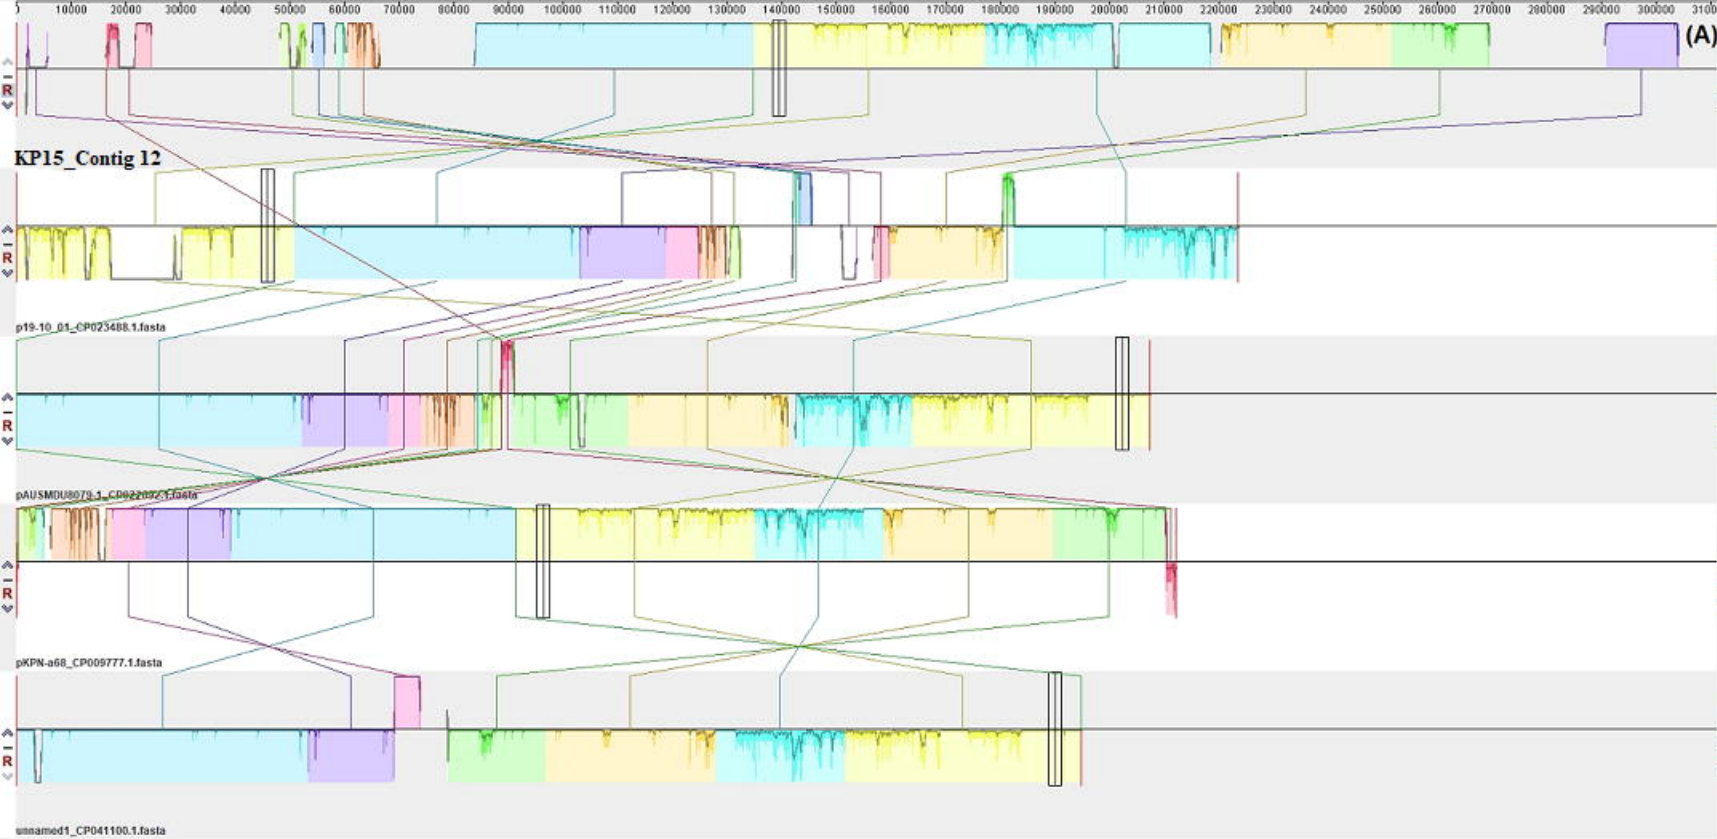 10000 20000 30000 40000 50000 60000 70000 80000 90000 100000 110000 120000 130000 140000 150000 160000 170000 180000 190000 200000 210000 220000 230000 240000 250000 260000 270000 280000 290000 300000 3100
(A)
R
KP15_Contig 12
R
p19-10_01_CP023488.1.fasta
R
R
pKPN-a68_CP009777.1.fasta
R
unnamed1_CP041100.1.fasta